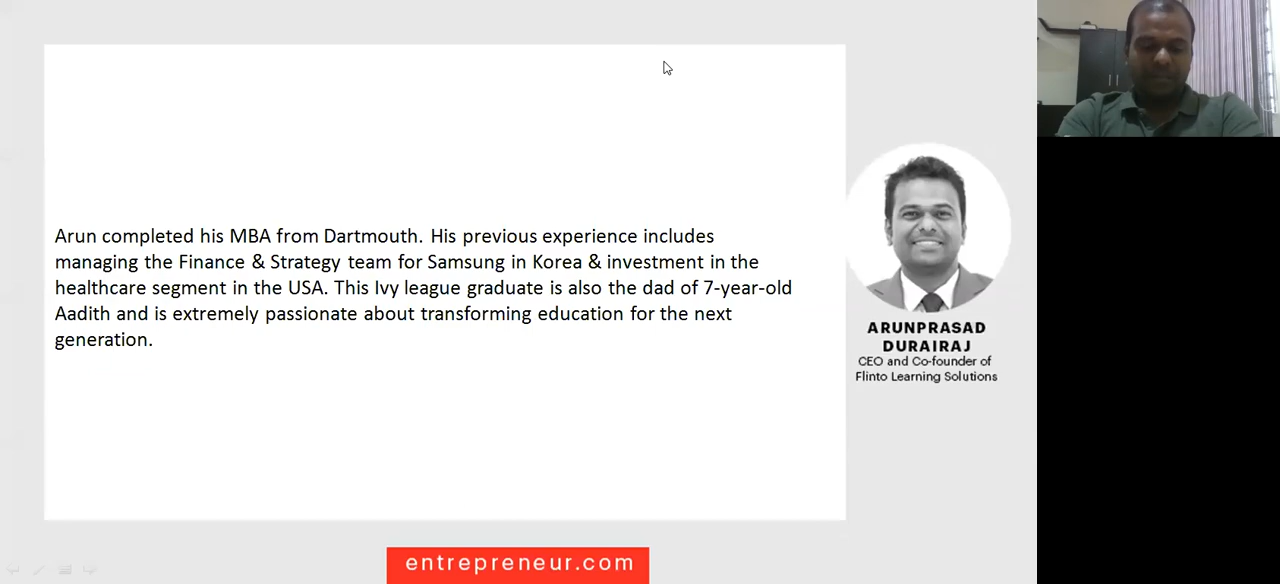 Arun completed his MBA from Dartmouth. His previous experience includes
managing the Finance & Strategy team for Samsung in Korea & investment in the
healthcare segment in the USA. This Ivy league graduate is also the dad of 7-year-old
Aadith and is extremely passionate about transforming education for the next
generation.
ARUNPRASAD
DURAIRAJ
CEO and Co-founder of
Flinto Learning Solutions
entrepreneur.com